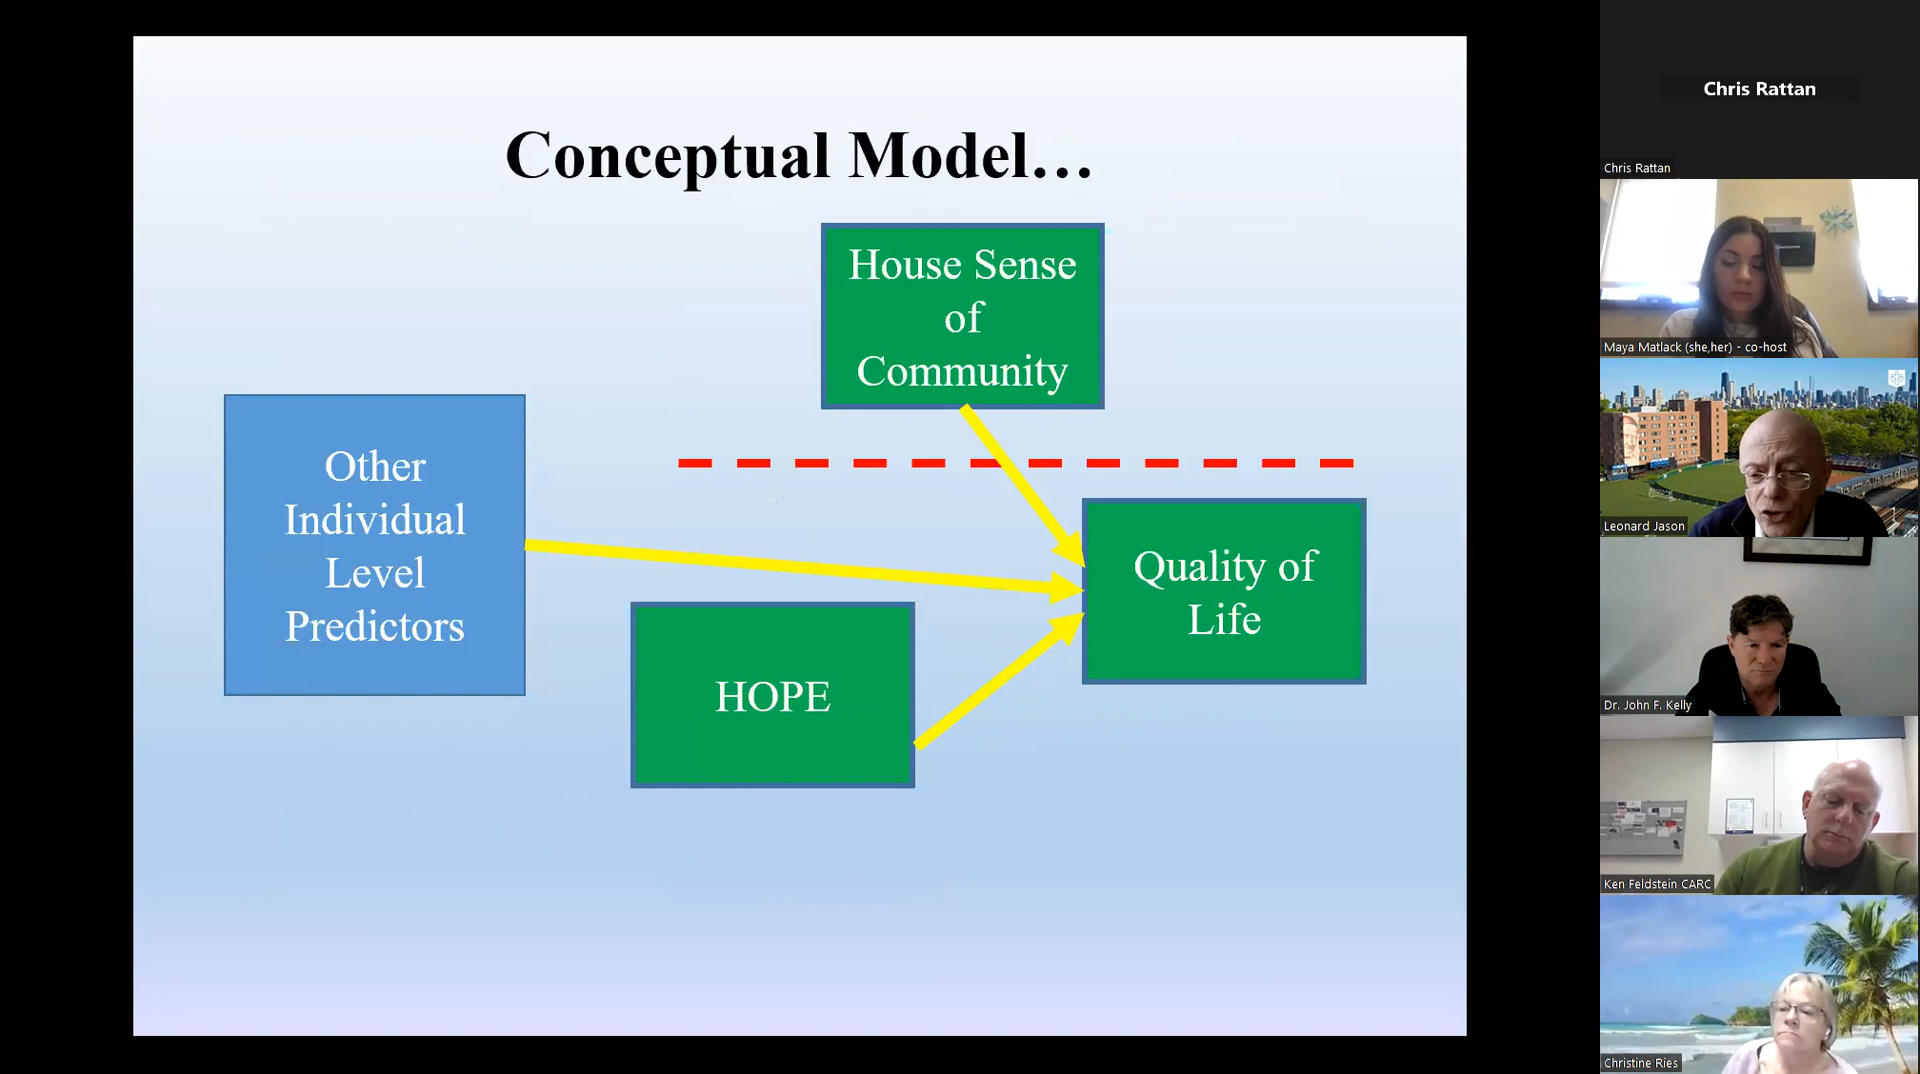 Conceptual Model…
House Sense
of
Community
Other
Individual
Level
Predictors
Quality of
Life
HOPE
Chris Rattan
Chris Rattan
Maya Matlack (she,her) - co-host
Leonard Jason
Dr. John F. Kelly
Ken Feldstein CARC
Christine Ries